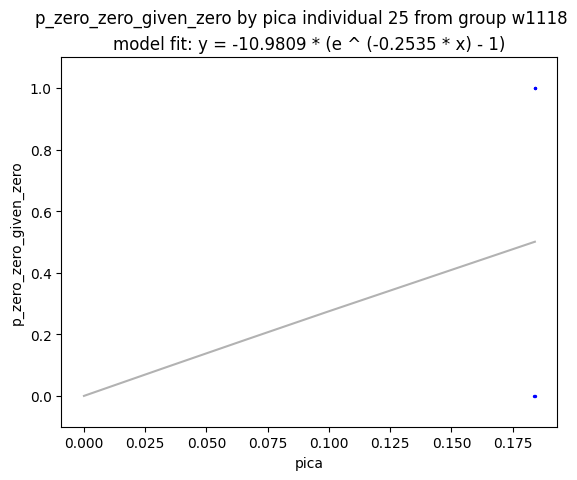 p_zero_zero_given_zero by pica individual 25 from group w1118
model fit: y = -10.9809 * (e ^ (-0.2535 * x) - 1)
p_zero_zero_given_zero
1.0
0.8
0.6
0.4
0.2
0.0
0.000 0.025 0.050 0.075 0.100 0.125 0.150 0.175
pica